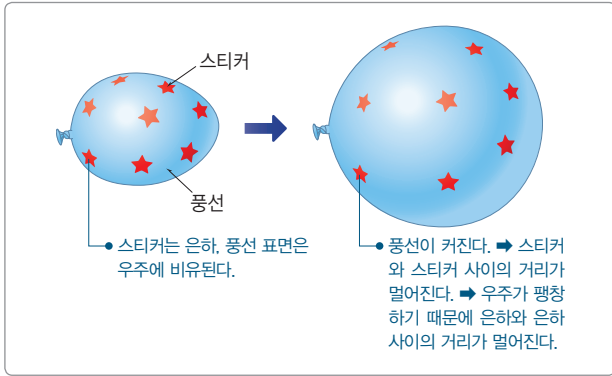 스티커
풍선
스티커는 은하, 풍선 표면은
우주에 비유된다.
풍선이 커진다. ➡ 스티커
와 스티커 사이의 거리가
멀어진다. ➡ 우주가 팽창
하기 때문에 은하와 은하
사이의 거리가 멀어진다.